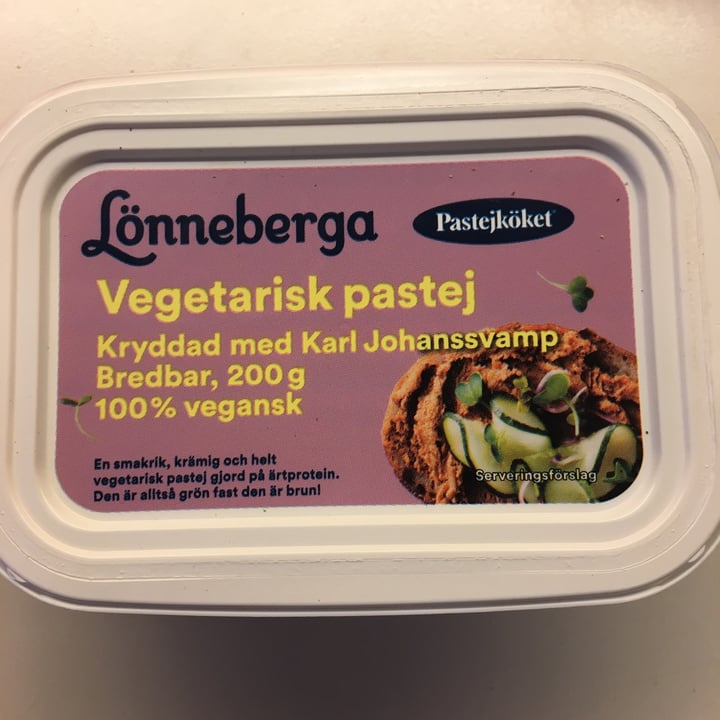 Lönneberga
Pastejköket
Vegetarisk pastej
Kryddad med Karl Johanssvamp
Bredbar, 200 g
100% vegansk
En smakrik, krämig och helt
vegetarisk pastej gjord på ärtprotein.
Den är alltså grön fast den är brun!
Serveringsförslag